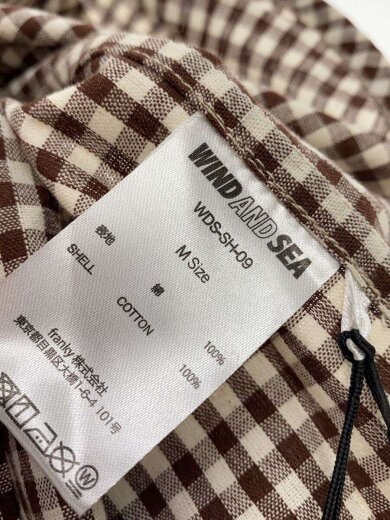 WIND AND SEA
WDS-SH-09
M Size
表地 綿 100%
SHELL COTTON 100%
franky 株式会社
東京都目黒区大橋1-6-4 101号
W